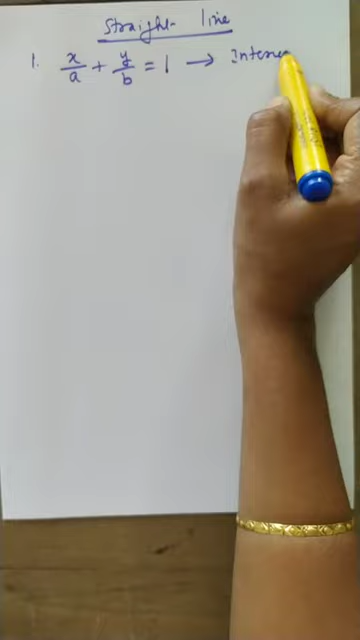 Straight line
1. x/a + y/b = 1 → Interce